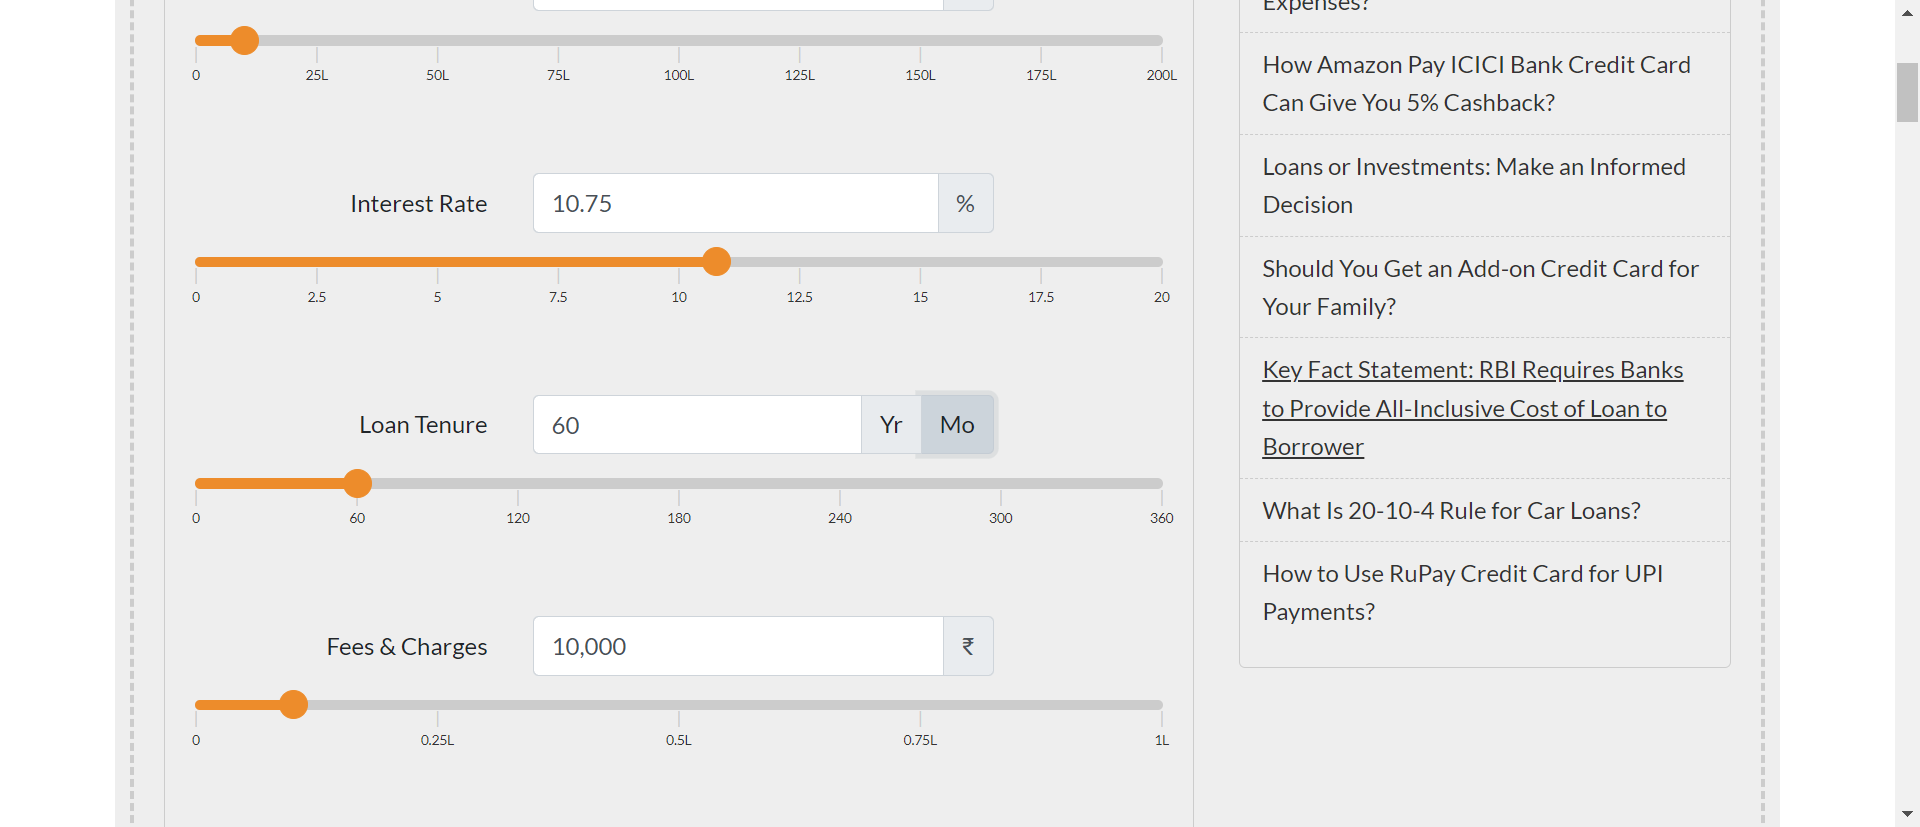 0 25L 50L 75L 100L 125L 150L 175L 200L
Interest Rate 10.75 %
0 2.5 5 7.5 10 12.5 15 17.5 20
Loan Tenure 60 Yr Mo
0 60 120 180 240 300 360
Fees & Charges 10,000 ₹
0 0.25L 0.5L 0.75L 1L
Expenses?
How Amazon Pay ICICI Bank Credit Card
Can Give You 5% Cashback?
Loans or Investments: Make an Informed
Decision
Should You Get an Add-on Credit Card for
Your Family?
Key Fact Statement: RBI Requires Banks
to Provide All-Inclusive Cost of Loan to
Borrower
What Is 20-10-4 Rule for Car Loans?
How to Use RuPay Credit Card for UPI
Payments?